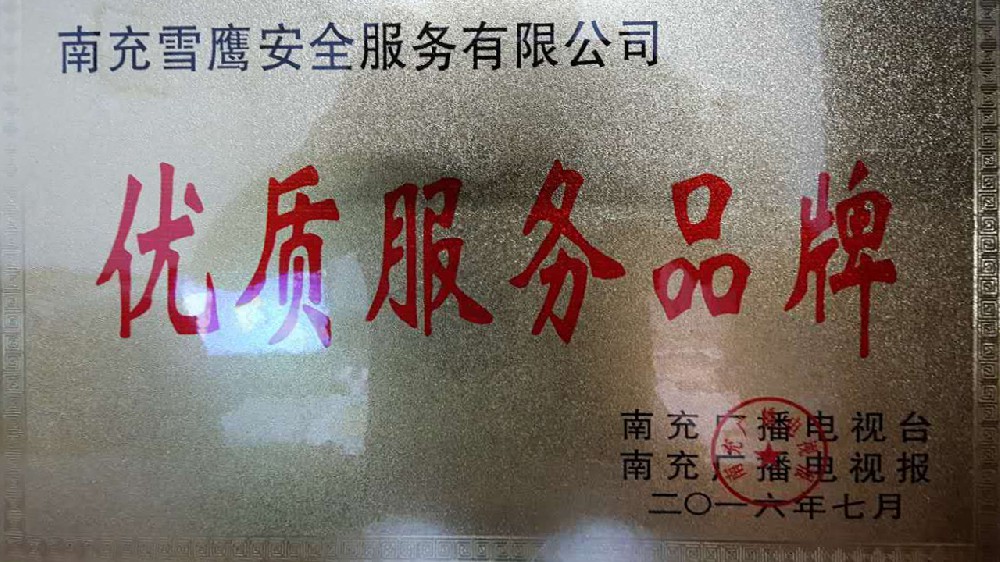 南充雪鹰安全服务有限公司
优质服务品牌
南充广播电视台
南充广播电视报
二〇一六年七月